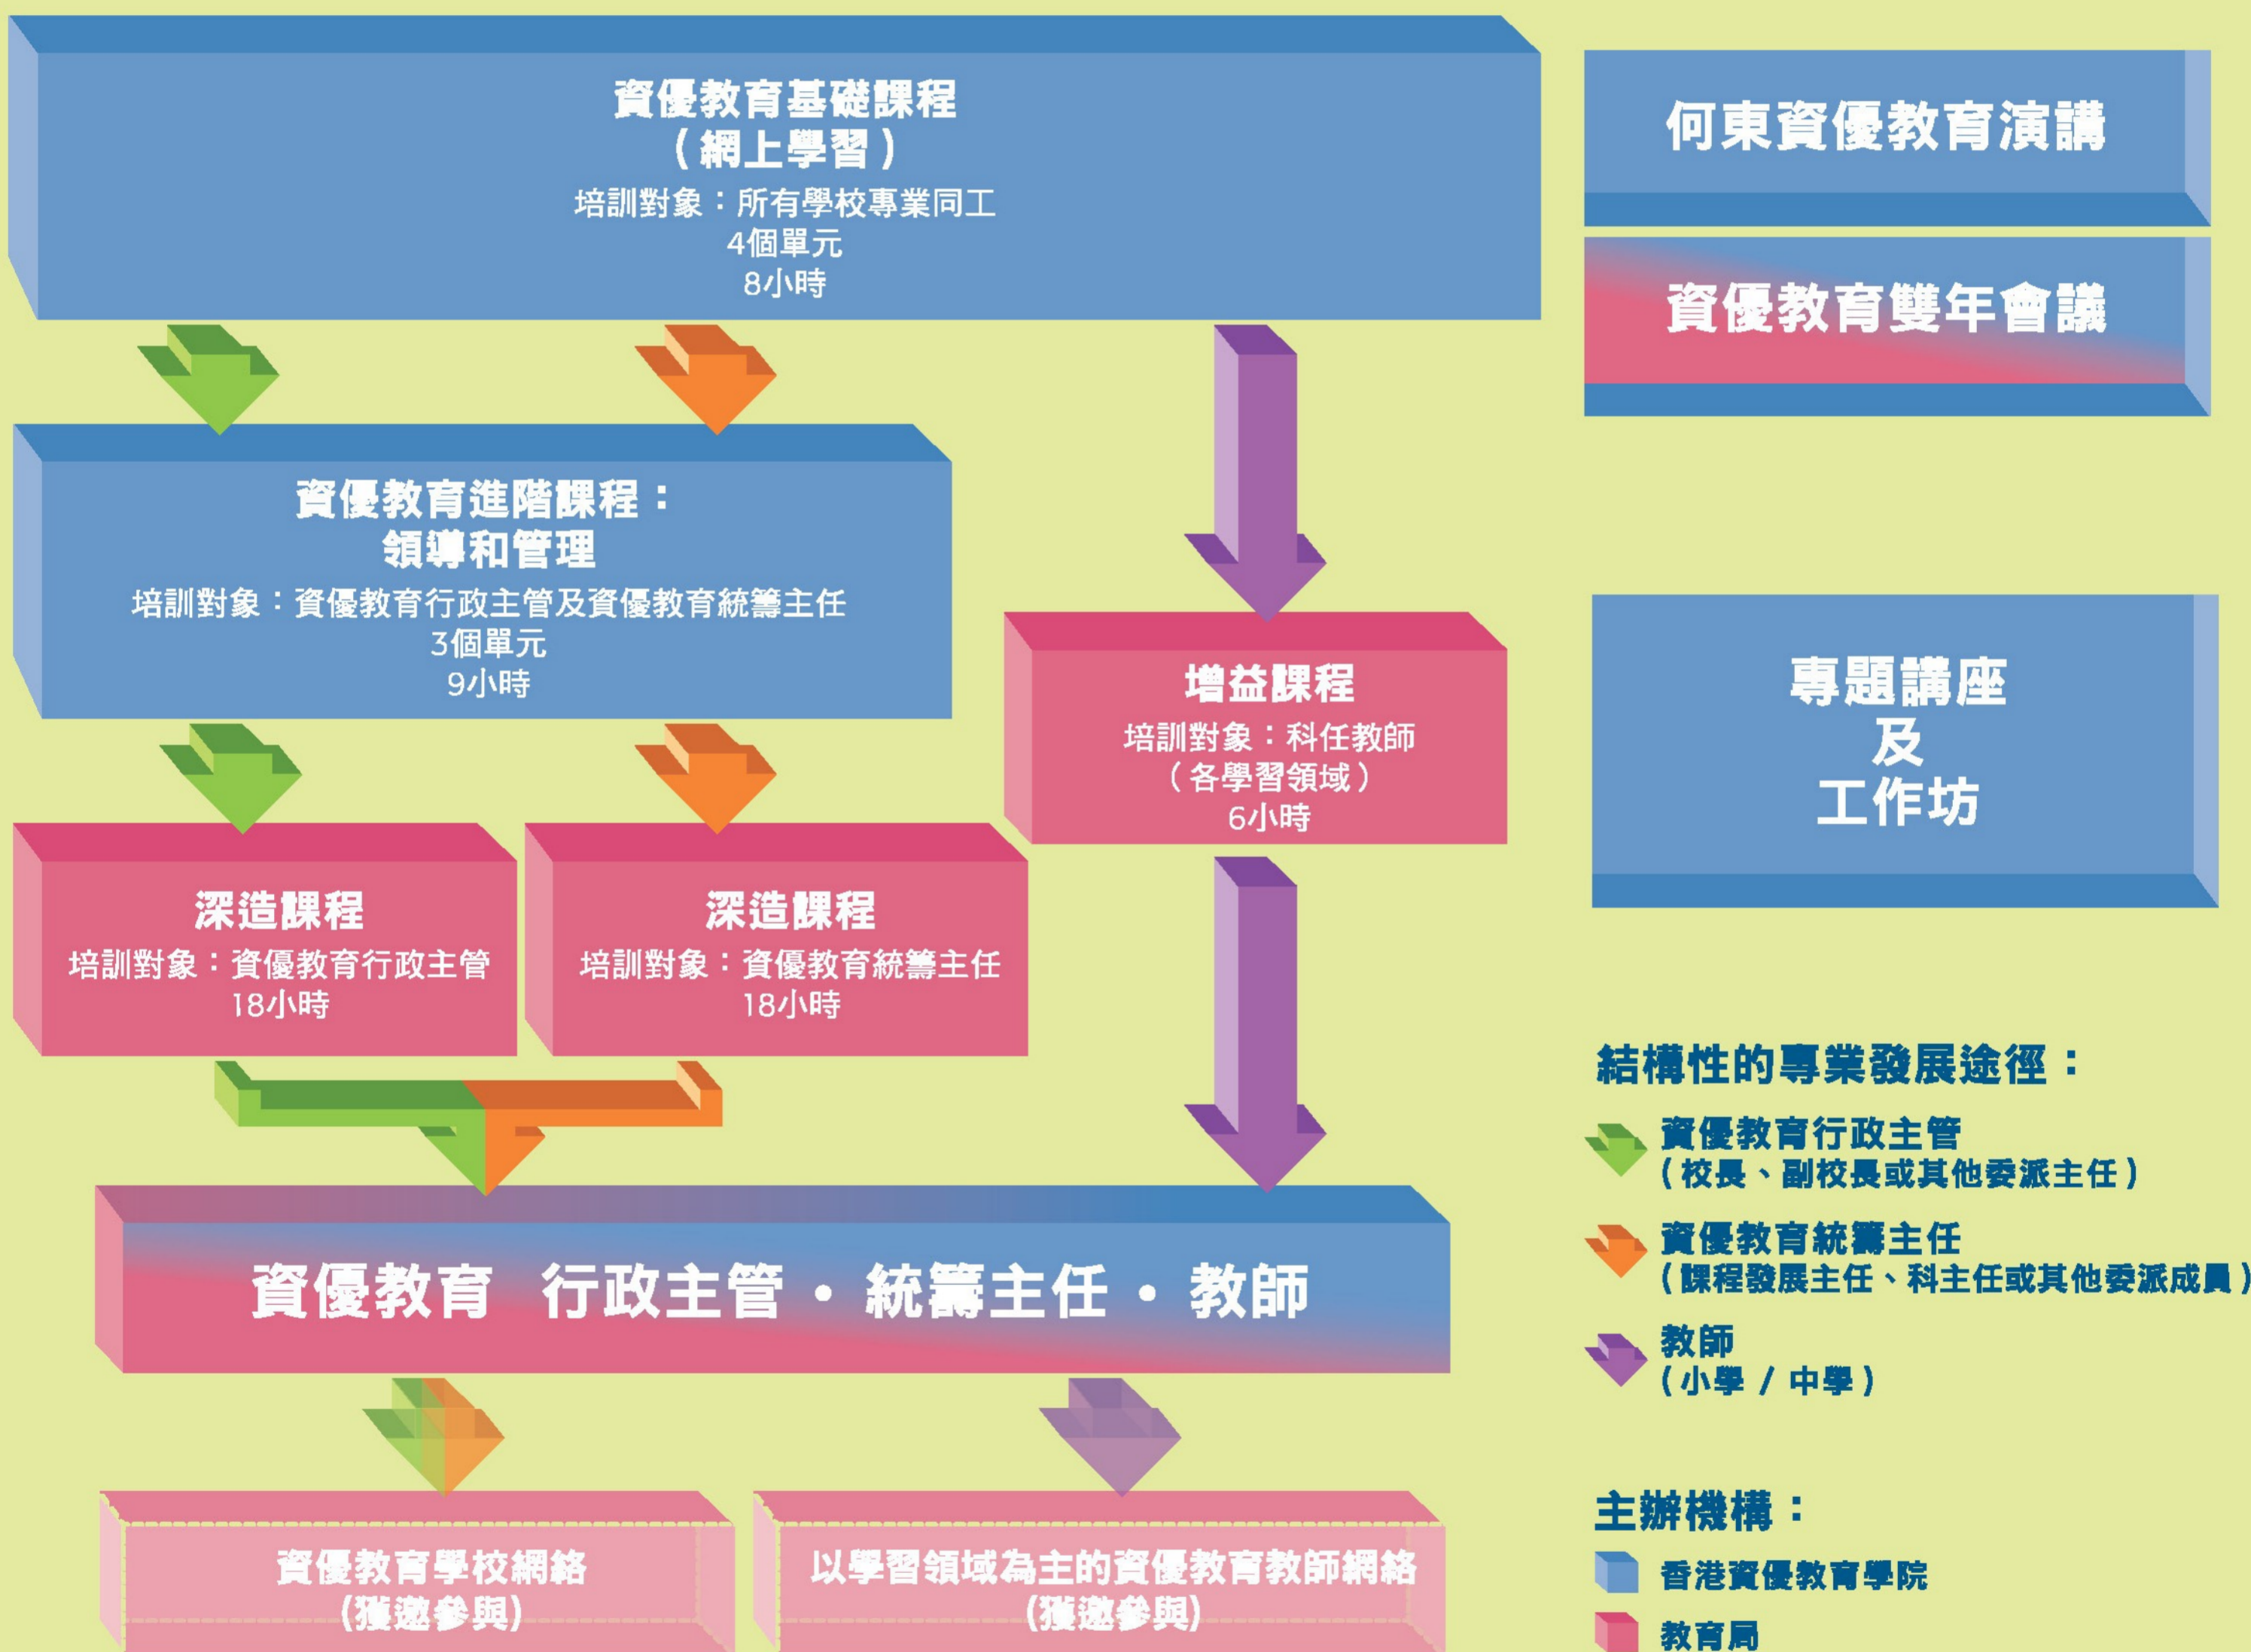 資優教育基礎課程
（網上學習）
培訓對象：所有學校專業同工
4個單元
8小時
資優教育進階課程：
領導和管理
培訓對象：資優教育行政主管及資優教育統籌主任
3個單元
9小時
增益課程
培訓對象：科任教師
（各學習領域）
6小時
深造課程
培訓對象：資優教育行政主管
18小時
深造課程
培訓對象：資優教育統籌主任
18小時
資優教育 行政主管・統籌主任・教師
資優教育學校網絡
(獲邀參與)
以學習領域為主的資優教育教師網絡
(獲邀參與)
何東資優教育演講
資優教育雙年會議
專題講座
及
工作坊
結構性的專業發展途徑：
資優教育行政主管
（校長、副校長或其他委派主任）
資優教育統籌主任
（課程發展主任、科主任或其他委派成員）
教師
（小學 / 中學）
主辦機構：
香港資優教育學院
教育局